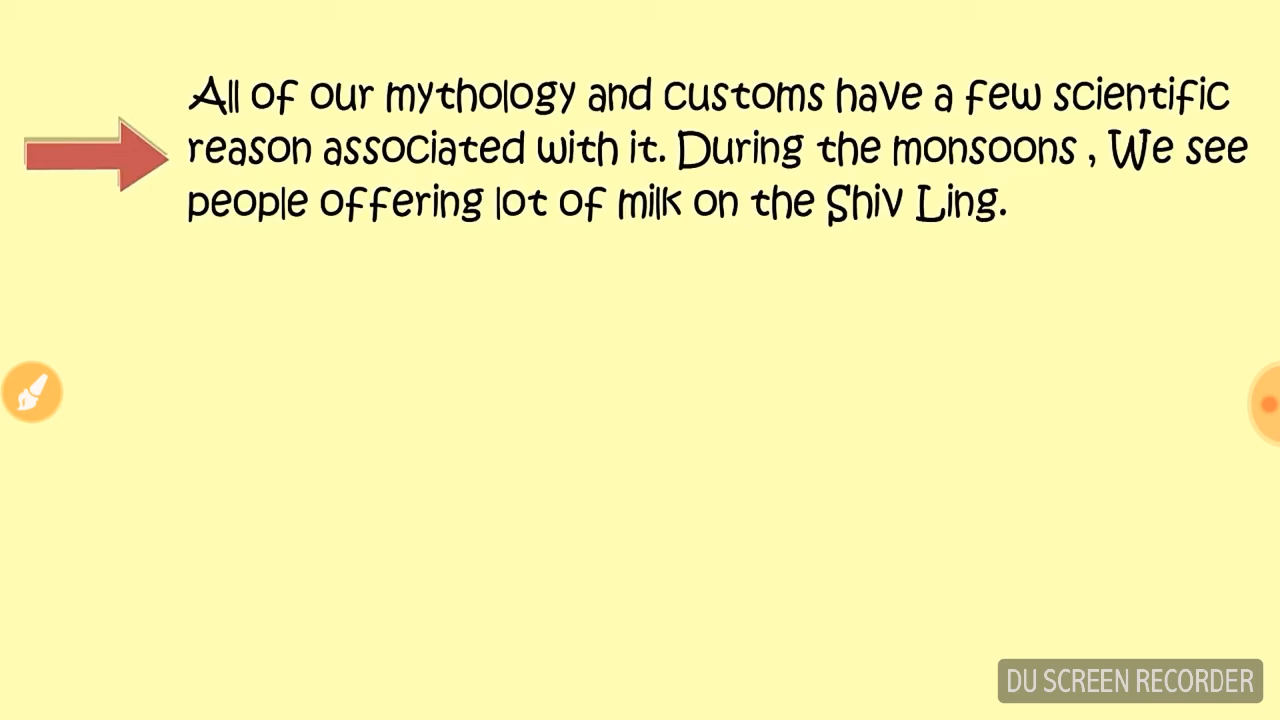 All of our mythology and customs have a few scientific
reason associated with it. During the monsoons , We see
people offering lot of milk on the Shiv Ling.
DU SCREEN RECORDER